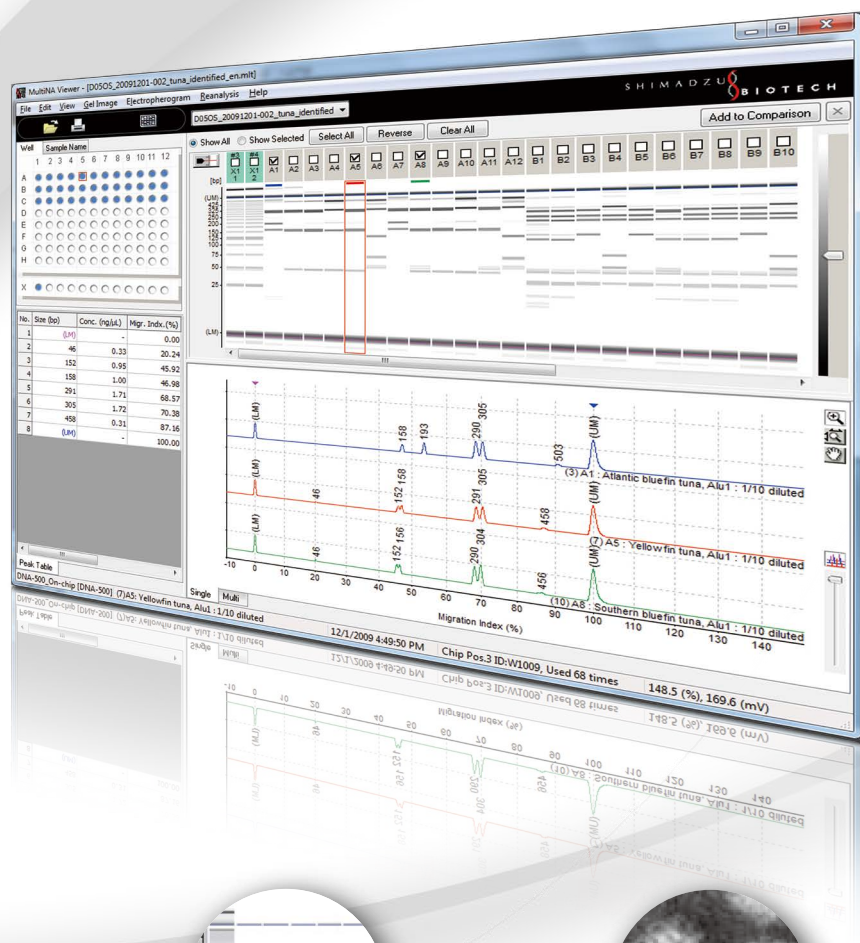 MultiNA Viewer - [D05OS_20091201-002_tuna_identified_en.mlt]
File Edit View Gel Image Electropherogram Reanalysis Help
SHIMADZU BIOTECH
D05OS_20091201-002_tuna_identified
Add to Comparison
Well Sample Name
Show All Show Selected Select All Reverse Clear All
1 2 3 4 5 6 7 8 9 10 11 12
A
B
C
D
E
F
G
H
X
#3 #4
X1 X1 A1 A2 A3 A4 A5 A6 A7 A8 A9 A10 A11 A12 B1 B2 B3 B4 B5 B6 B7 B8 B9 B10
1 2
[bp]
(UM)
200
150
125
100
75
50
25
(LM)
No. Size (bp) Conc. (ng/μL) Migr. Indx.(%)
1 (LM) - 0.00
2 46 0.33 20.24
3 152 0.95 45.92
4 158 1.00 46.98
5 291 1.71 68.57
6 305 1.72 70.38
7 458 0.31 87.16
8 (UM) - 100.00
(LM) 158 193 290 305 503 (UM)
(3) A1 : Atlantic bluefin tuna, Alu1 : 1/10 diluted
(LM) 46 152 158 291 305 458 (UM)
(7) A5 : Yellowfin tuna, Alu1 : 1/10 diluted
(LM) 46 152 156 290 304 456 (UM)
(10) A8 : Southern bluefin tuna, Alu1 : 1/10 diluted
-10 0 10 20 30 40 50 60 70 80 90 100 110 120 130 140
Migration Index (%)
Peak Table
Single Multi
DNA-500_On-chip [DNA-500] (7)A5: Yellowfin tuna, Alu1 : 1/10 diluted
12/1/2009 4:49:50 PM
Chip Pos.3 ID:W1009, Used 68 times
148.5 (%), 169.6 (mV)